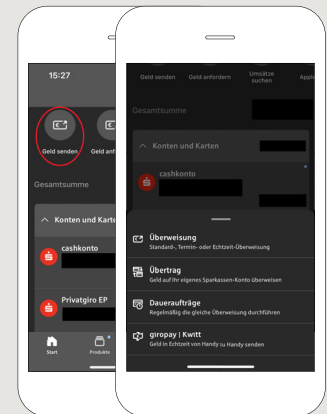 15:27
Geld senden
Geld anf
Gesamtsumme
Konten und Karte
cashkonto
Privatgiro EP
Start
Produkte
Geld senden
Geld anfordern
Umsätze
suchen
Apple
Gesamtsumme
Konten und Karten
cashkonto
Überweisung
Standard-, Termin- oder Echtzeit-Überweisung
Übertrag
Geld auf Ihr eigenes Sparkassen-Konto überweisen
Daueraufträge
Regelmäßig die gleiche Überweisung durchführen
giropay | Kwitt
Geld in Echtzeit von Handy zu Handy senden